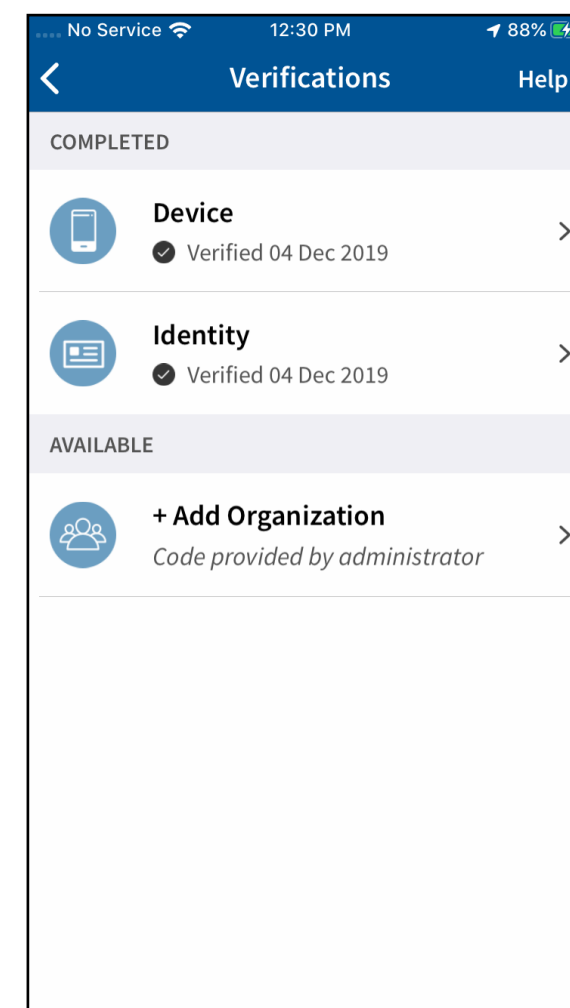 No Service 12:30 PM 88%
Verifications Help
COMPLETED
Device
Verified 04 Dec 2019
Identity
Verified 04 Dec 2019
AVAILABLE
+ Add Organization
Code provided by administrator